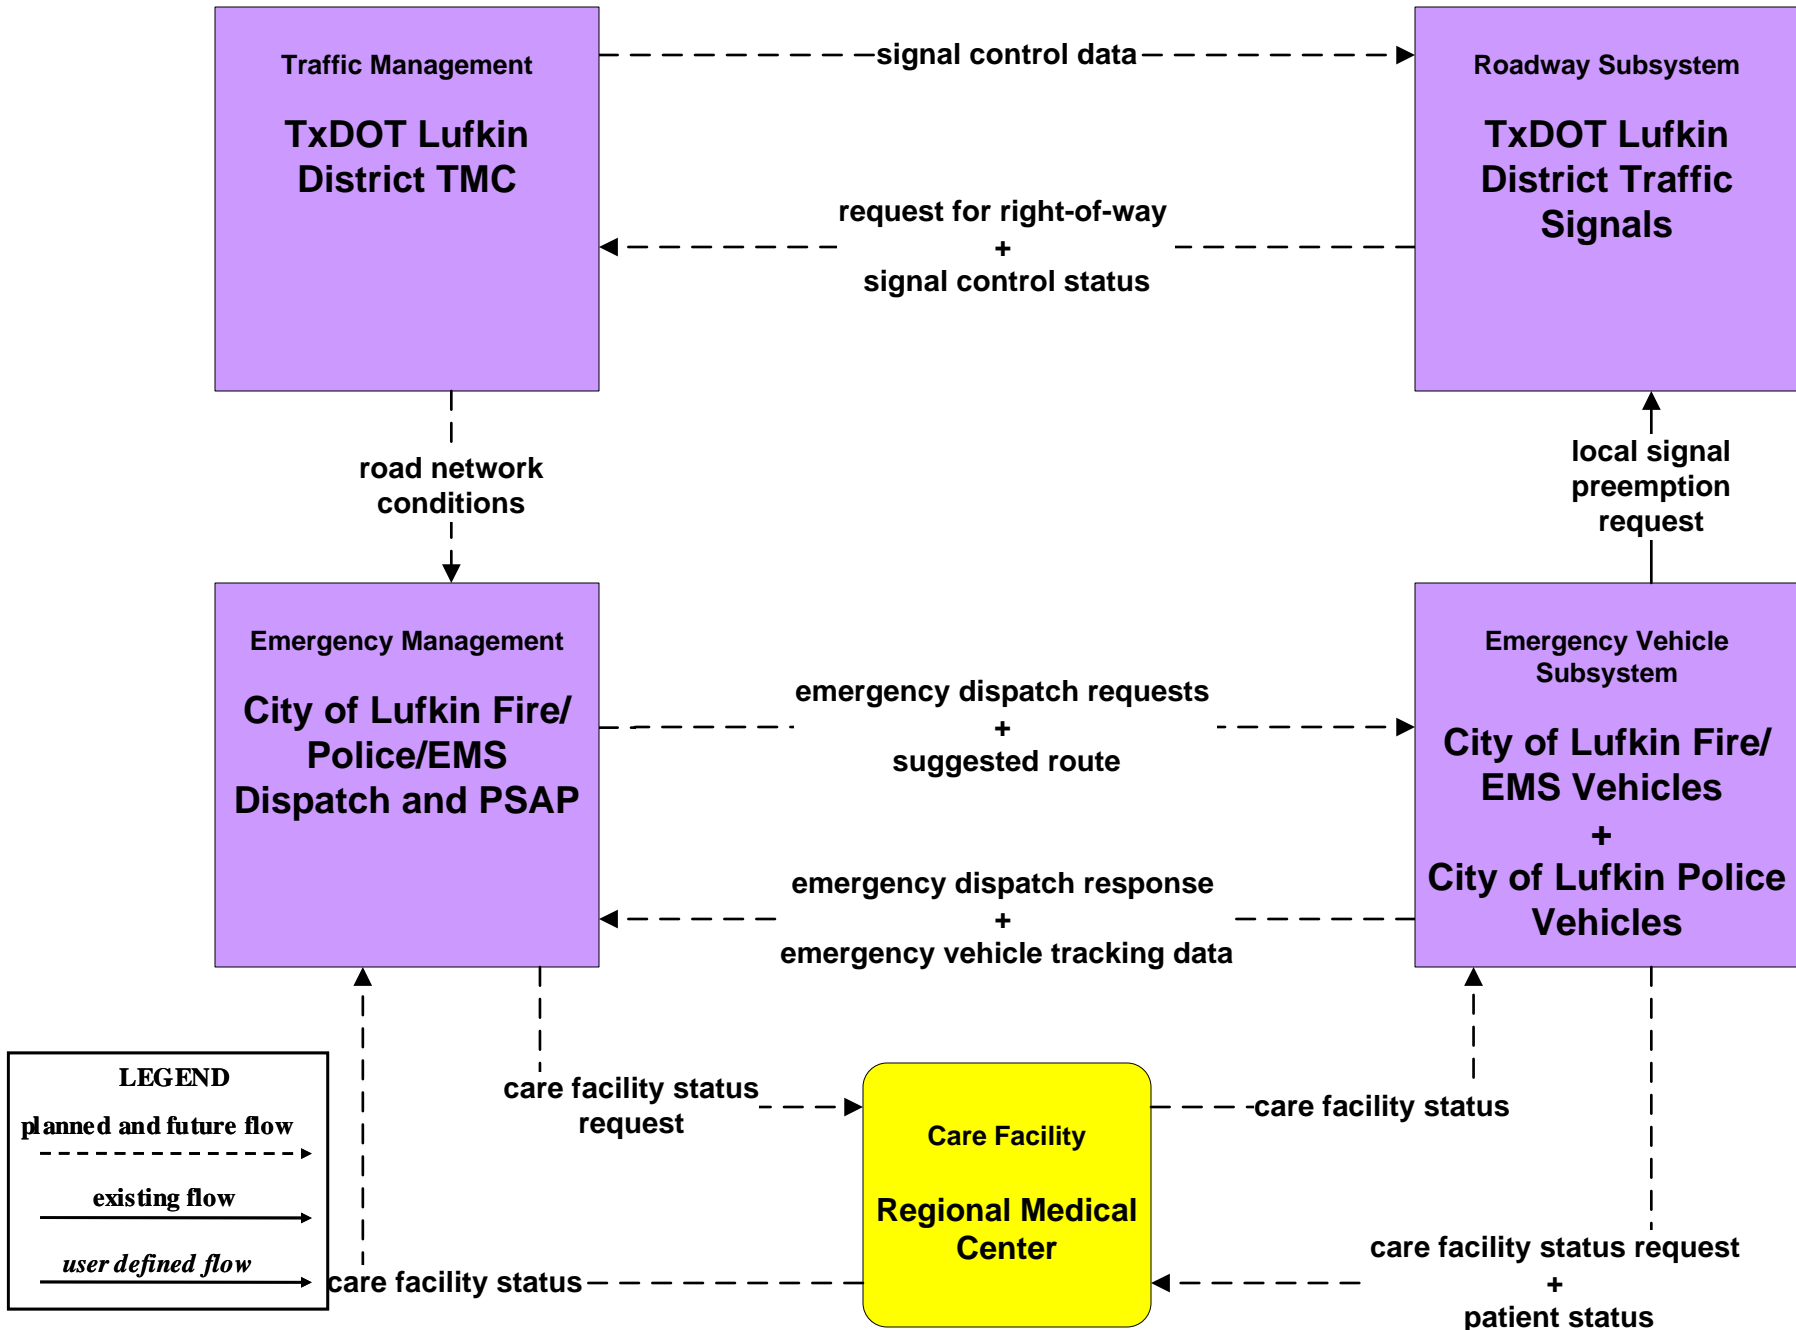 Traffic Management
TxDOT Lufkin
District TMC
signal control data
Roadway Subsystem
TxDOT Lufkin
District Traffic
Signals
request for right-of-way
+
signal control status
road network
conditions
local signal
preemption
request
Emergency Management
City of Lufkin Fire/
Police/EMS
Dispatch and PSAP
emergency dispatch requests
+
suggested route
Emergency Vehicle
Subsystem
City of Lufkin Fire/
EMS Vehicles
+
City of Lufkin Police
Vehicles
emergency dispatch response
+
emergency vehicle tracking data
care facility status
request
Care Facility
Regional Medical
Center
care facility status
care facility status
care facility status request
+
patient status
LEGEND
planned and future flow
existing flow
user defined flow